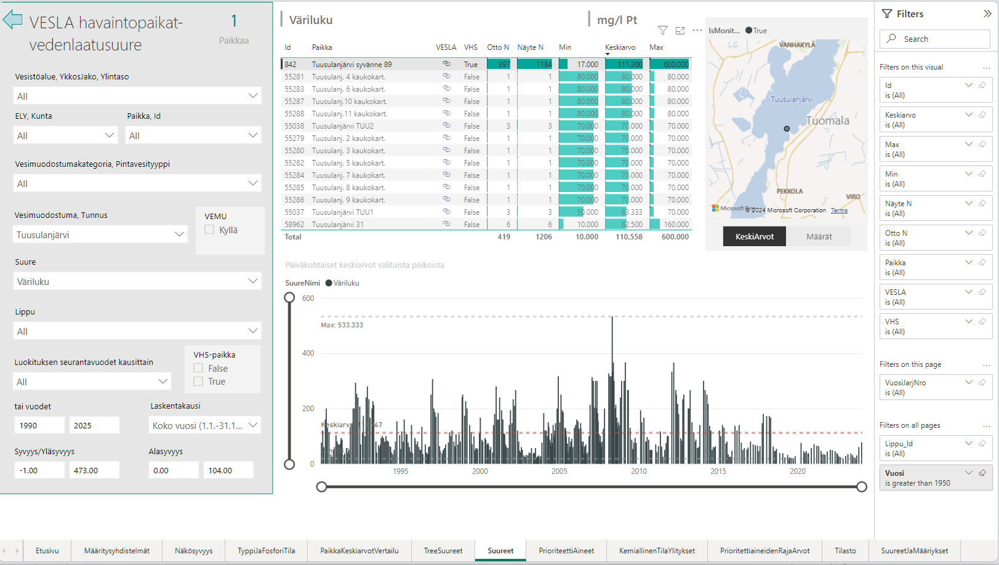 VESLA havaintopaikat-
vedenlaatusuure
1
Paikkaa
Vesistöalue, YkkosJako, Ylintaso
All
ELY, Kunta
Paikka, Id
All
All
Vesimuodostumakategoria, Pintavesityyppi
All
Vesimuodostuma, Tunnus
Tuusulanjärvi
VEMU
Kyllä
Suure
Väriluku
Lippu
All
Luokituksen seurantavuodet kausittain
All
VHS-paikka
False
True
tai vuodet
1990
2025
Laskentakausi
Koko vuosi (1.1.-31.1...
Syvyys/Yläsyvyys
-1.00
473.00
Alasyvyys
0.00
104.00
Väriluku
mg/l Pt
Id Paikka VESLA VHS Otto N Näyte N Min Keskiarvo Max
842 Tuusulanjärvi syvänne 89 True 397 1184 17.000 111.300 600.000
55281 Tuusulanj. 4 kaukokart. False 1 1 80.000 80.000 80.000
55283 Tuusulanj. 6 kaukokart. False 1 1 80.000 80.000 80.000
55287 Tuusulanj.10 kaukokart. False 1 1 80.000 80.000 80.000
55288 Tuusulanj.11 kaukokart. False 1 1 80.000 80.000 80.000
55038 Tuusulanjärvi TUU2 False 3 3 70.000 70.000 70.000
55279 Tuusulanj. 2 kaukokart. False 1 1 70.000 70.000 70.000
55280 Tuusulanj. 3 kaukokart. False 1 1 70.000 70.000 70.000
55282 Tuusulanj. 5 kaukokart. False 1 1 70.000 70.000 70.000
55284 Tuusulanj. 7 kaukokart. False 1 1 70.000 70.000 70.000
55285 Tuusulanj. 8 kaukokart. False 1 1 70.000 70.000 70.000
55286 Tuusulanj. 9 kaukokart. False 1 1 70.000 70.000 70.000
55037 Tuusulanjärvi TUU1 False 3 3 50.000 63.333 70.000
58962 Tuusulanjärvi 31 False 6 6 10.000 62.500 160.000
Total 419 1206 10.000 110.558 600.000
IsMonit... True
VANHAKYLÄ
Tuusulanjärvi
Tuomala
PEKKOLA
VIRO
Microsoft
© 2024 Microsoft Corporation Terms
KeskiArvot
Määrät
Päiväkohtaiset keskiarvot valituista paikoista
SuureNimi Väriluku
600
Max: 533.333
400
200
0
1995 2000 2005 2010 2015 2020
Filters
Search
Filters on this visual ...
Id
is (All)
Keskiarvo
is (All)
Max
is (All)
Min
is (All)
Näyte N
is (All)
Otto N
is (All)
Paikka
is (All)
VESLA
is (All)
VHS
is (All)
Filters on this page ...
VuosiJarjNro
is (All)
Filters on all pages ...
Lippu_Id
is (All)
Vuosi
is greater than 1950
Etusivu Määritysyhdistelmät Näkösyvyys TyppiJaFosforiTila PaikkaKeskiarvotVertailu TreeSuureet Suureet PrioriteettiAineet KemiallinenTilaYlitykset PrioritettiaineidenRajaArvot Tilasto SuureetJaMääriykset